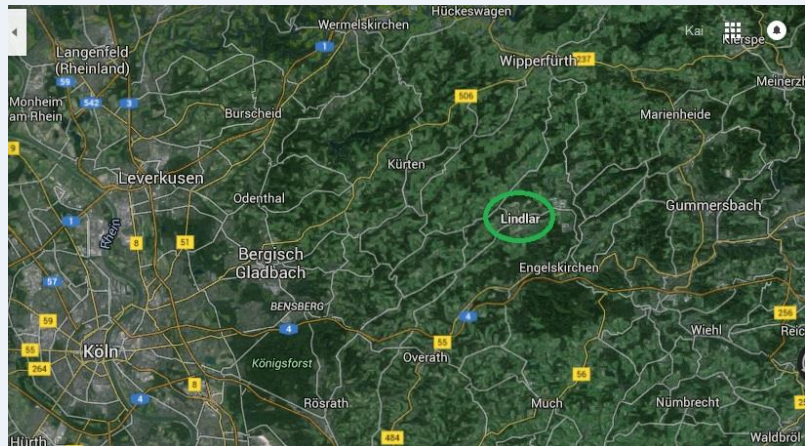 Hückeswagen
Wermelskirchen
Kai
Kierspe
Langenfeld
(Rheinland)
1
Wipperfürth
237
59
Meinerzh
542
3
506
Monheim
am Rhein
Burscheid
Marienheide
9
Kürten
Leverkusen
Odenthal
Gummersbach
Lindlar
1
Rhein
8
51
Bergisch
Gladbach
Engelskirchen
57
BENSBERG
59
4
4
256
Wiehl
Reic
55
Köln
55
Overath
Königsforst
264
56
8
4
Rösrath
Much
Nümbrecht
25
484
Hürth
Waldbröl